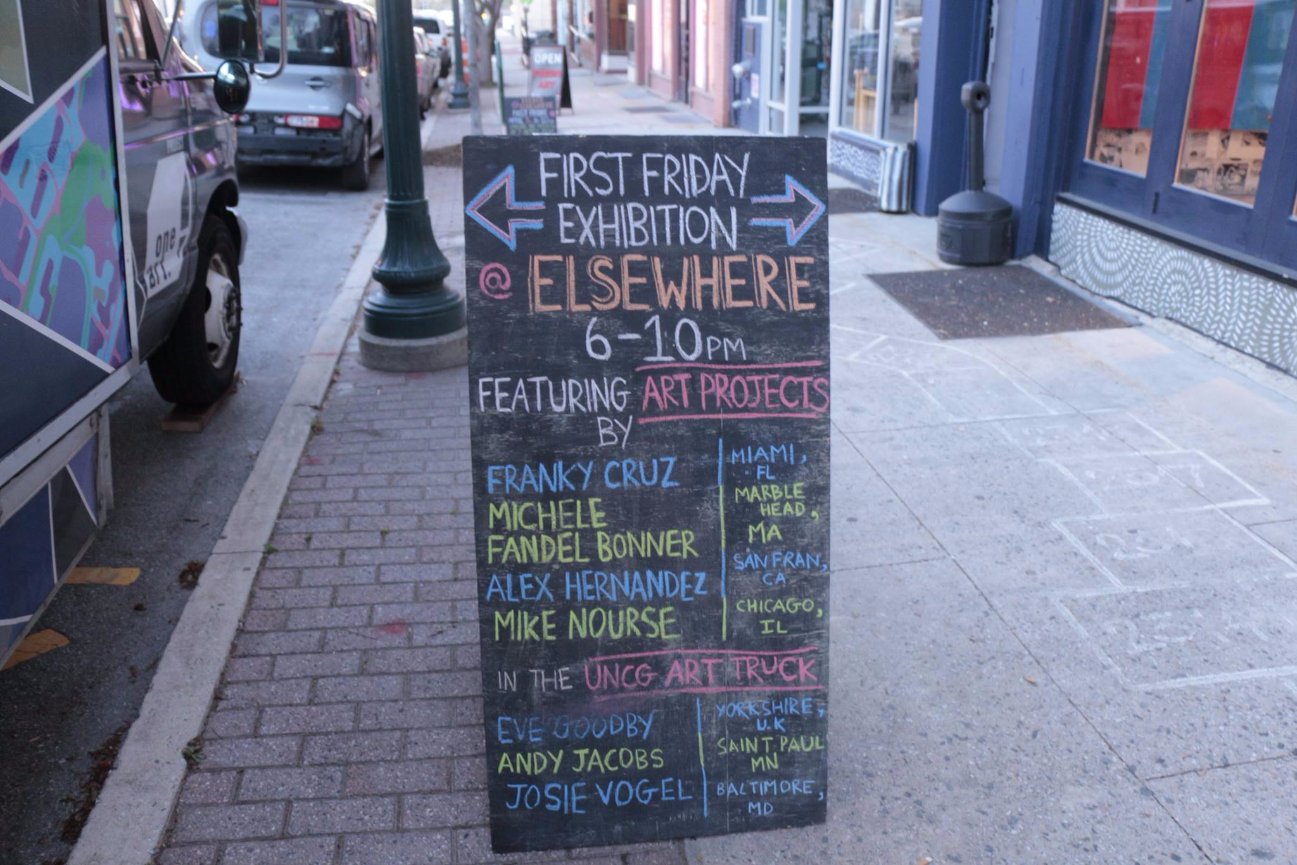 OPEN
FIRST FRIDAY
EXHIBITION
@ ELSEWHERE
6-10PM
FEATURING ART PROJECTS
BY
FRANKY CRUZ
MIAMI,
FL
MICHELE
FANDEL BONNER
MARBLE
HEAD,
MA
ALEX HERNANDEZ
SAN FRAN,
CA
MIKE NOURSE
CHICAGO,
IL
IN THE UNCG ART TRUCK
EVE GOODBY
YORKSHIRE,
U.K
ANDY JACOBS
SAINT PAUL
MN
JOSIE VOGEL
BALTIMORE,
MD
one
art.